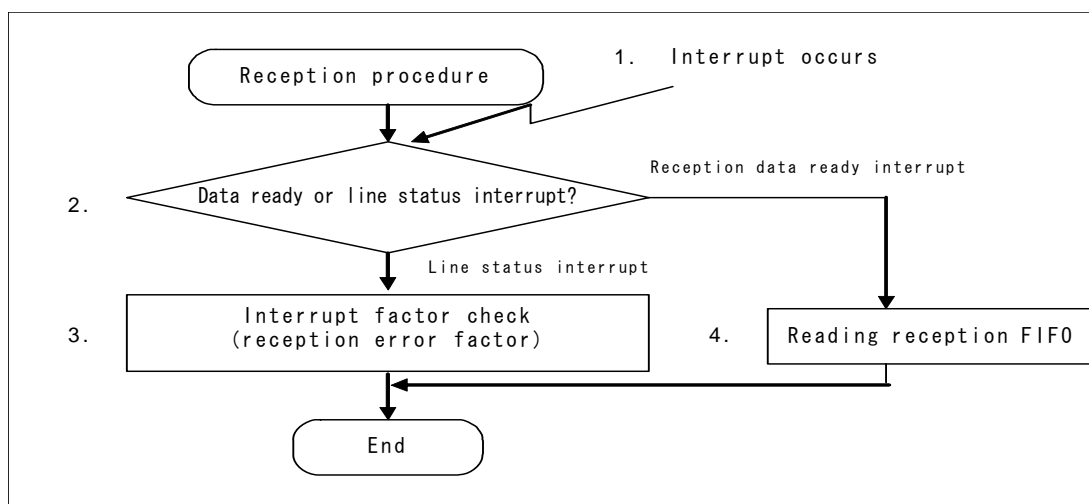 1. Interrupt occurs
Reception procedure
Reception data ready interrupt
2. Data ready or line status interrupt?
Line status interrupt
3. Interrupt factor check
(reception error factor)
4. Reading reception FIFO
End